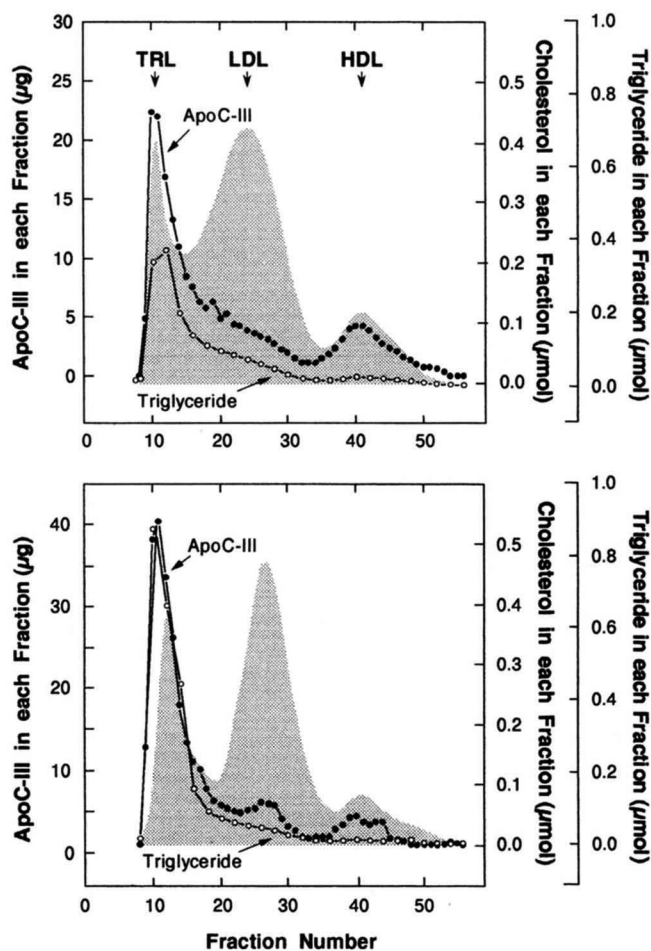 TRL LDL HDL
ApoC-III
Triglyceride
ApoC-III in each Fraction (µg)
30
25
20
15
10
5
0
0 10 20 30 40 50
0.5
0.4
0.3
0.2
0.1
0.0
Cholesterol in each Fraction (µmol)
1.0
0.8
0.6
0.4
0.2
0.0
Triglyceride in each Fraction (µmol)
ApoC-III
Triglyceride
ApoC-III in each Fraction (µg)
40
30
20
10
5
0
0 10 20 30 40 50
Fraction Number
0.5
0.4
0.3
0.2
0.1
0.0
Cholesterol in each Fraction (µmol)
1.0
0.8
0.6
0.4
0.2
0.0
Triglyceride in each Fraction (µmol)